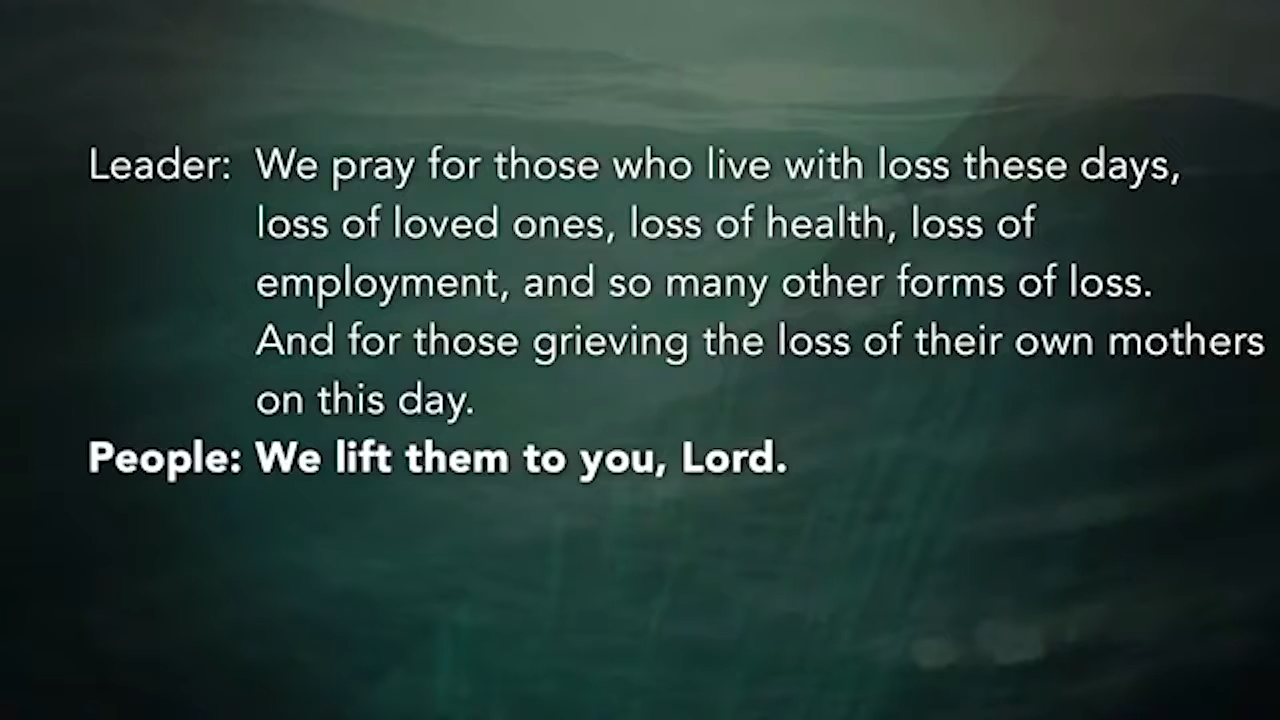 Leader: We pray for those who live with loss these days,
loss of loved ones, loss of health, loss of
employment, and so many other forms of loss.
And for those grieving the loss of their own mothers
on this day.
People: We lift them to you, Lord.